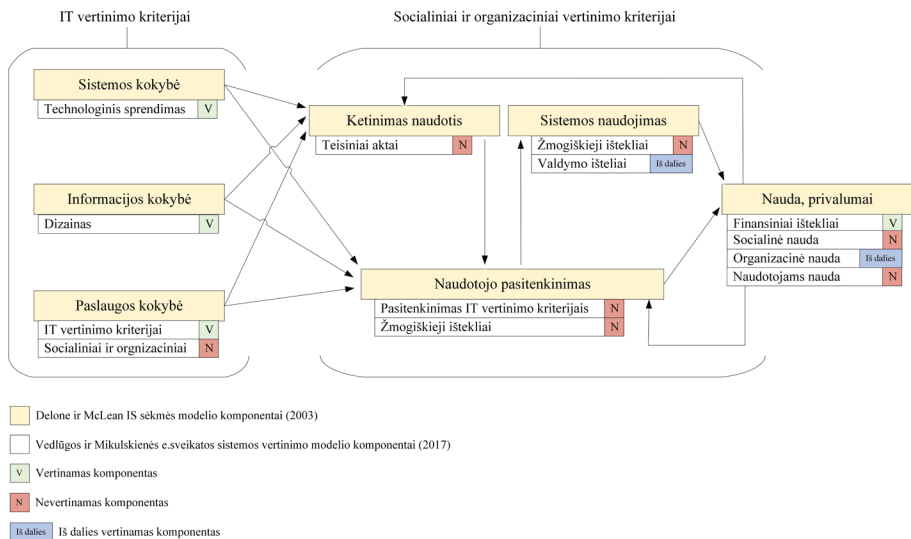 IT vertinimo kriterijai
Socialiniai ir organizaciniai vertinimo kriterijai
Sistemos kokybė
Technologinis sprendimas V
Informacijos kokybė
Dizainas V
Paslaugos kokybė
IT vertinimo kriterijai V
Socialiniai ir orgnizaciniai N
Ketinimas naudotis
Teisiniai aktai N
Sistemos naudojimas
Žmogiškieji ištekliai N
Valdymo išteliai Iš dalies
Naudotojo pasitenkinimas
Pasitenkinimas IT vertinimo kriterijais N
Žmogiškieji ištekliai N
Nauda, privalumai
Finansiniai ištekliai V
Socialinė nauda N
Organizacinė nauda Iš dalies
Naudotojams nauda N
Delone ir McLean IS sėkmės modelio komponentai (2003)
Vedlūgos ir Mikulskienės e.sveikatos sistemos vertinimo modelio komponentai (2017)
V Vertinamas komponentas
N Nevertinamas komponentas
Iš dalies Iš dalies vertinamas komponentas